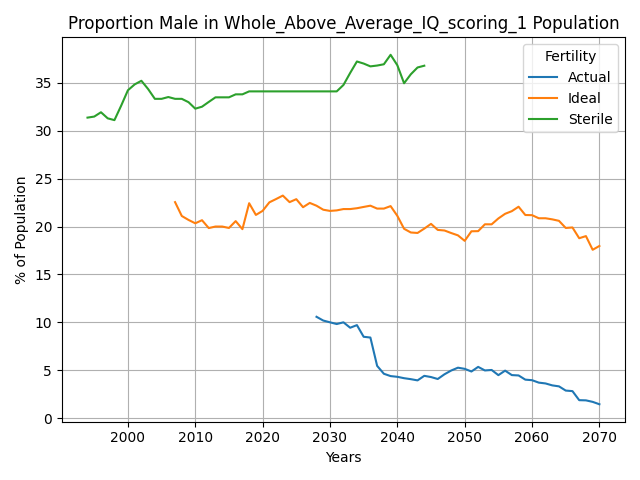 Proportion Male in Whole_Above_Average_IQ_scoring_1 Population
Fertility
Actual
Ideal
Sterile
% of Population
35
30
25
20
15
10
5
0
2000 2010 2020 2030 2040 2050 2060 2070
Years